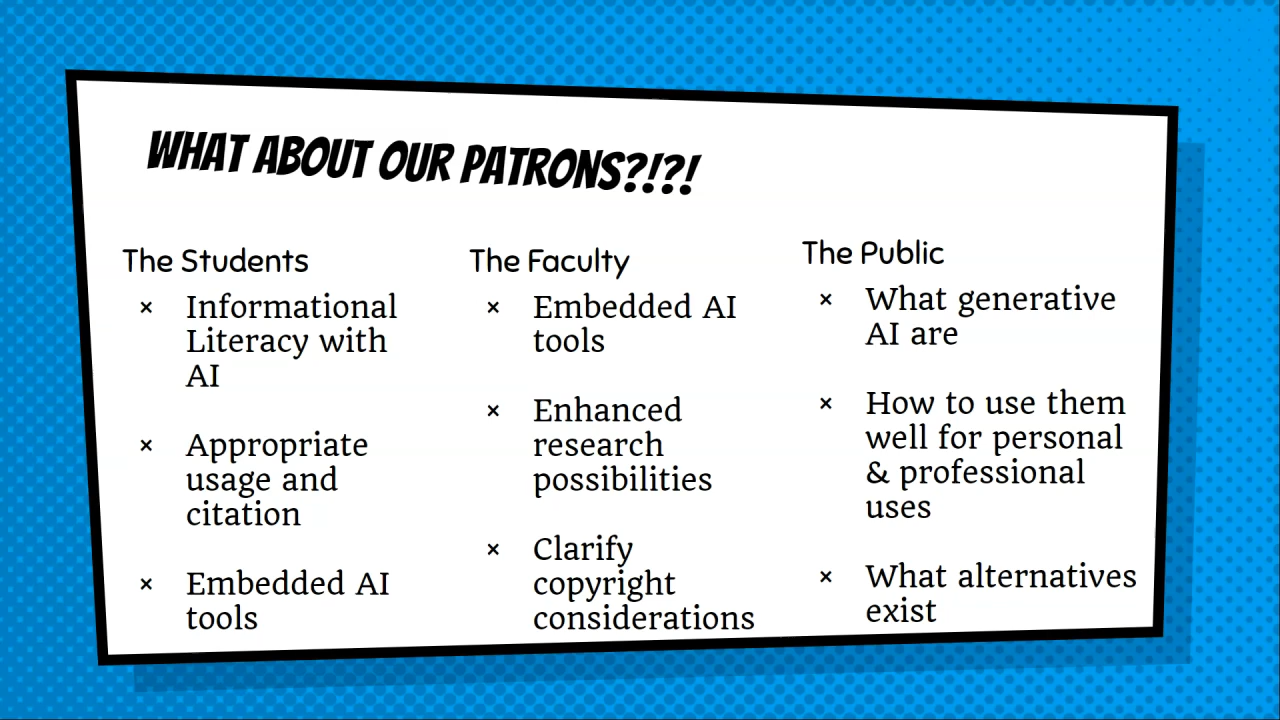 WHAT ABOUT OUR PATRONS?!?!
The Students
× Informational
Literacy with
AI
× Appropriate
usage and
citation
× Embedded AI
tools
The Faculty
× Embedded AI
tools
× Enhanced
research
possibilities
× Clarify
copyright
considerations
The Public
× What generative
AI are
× How to use them
well for personal
& professional
uses
× What alternatives
exist